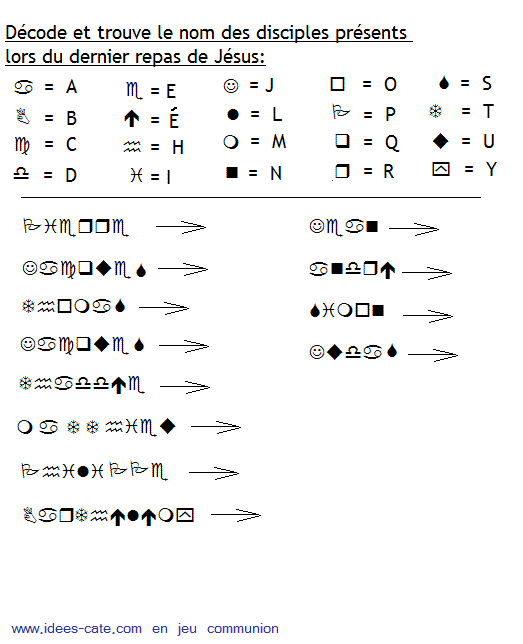 Décode et trouve le nom des disciples présents
lors du dernier repas de Jésus:
♋ = A ♏ = E ☺ = J □ = O 💧 = S
✞ = B ⬆ = É ● = L 🏱 = P ❄ = T
♍ = C ♒ = H ❍ = M ❑ = Q ◆ = U
♎ = D ♓ = I ■ = N ❒ = R ⍓ = Y
🏱♓♏❒❒♏
☺♋♍❑◆♏💧
❄♒□❍♋💧
☺♋♍❑◆♏💧
❄♒♋♎♎⬆♏
❍♋❄❄♒♓♏◆
🏱♒♓●♓🏱🏱♏
✞♋❒❄♒⬆●⬆❍⍓
☺♏♋■
♋■♎❒⬆
💧♓❍□■
☺◆♎♋💧
www.idees-cate.com en jeu communion